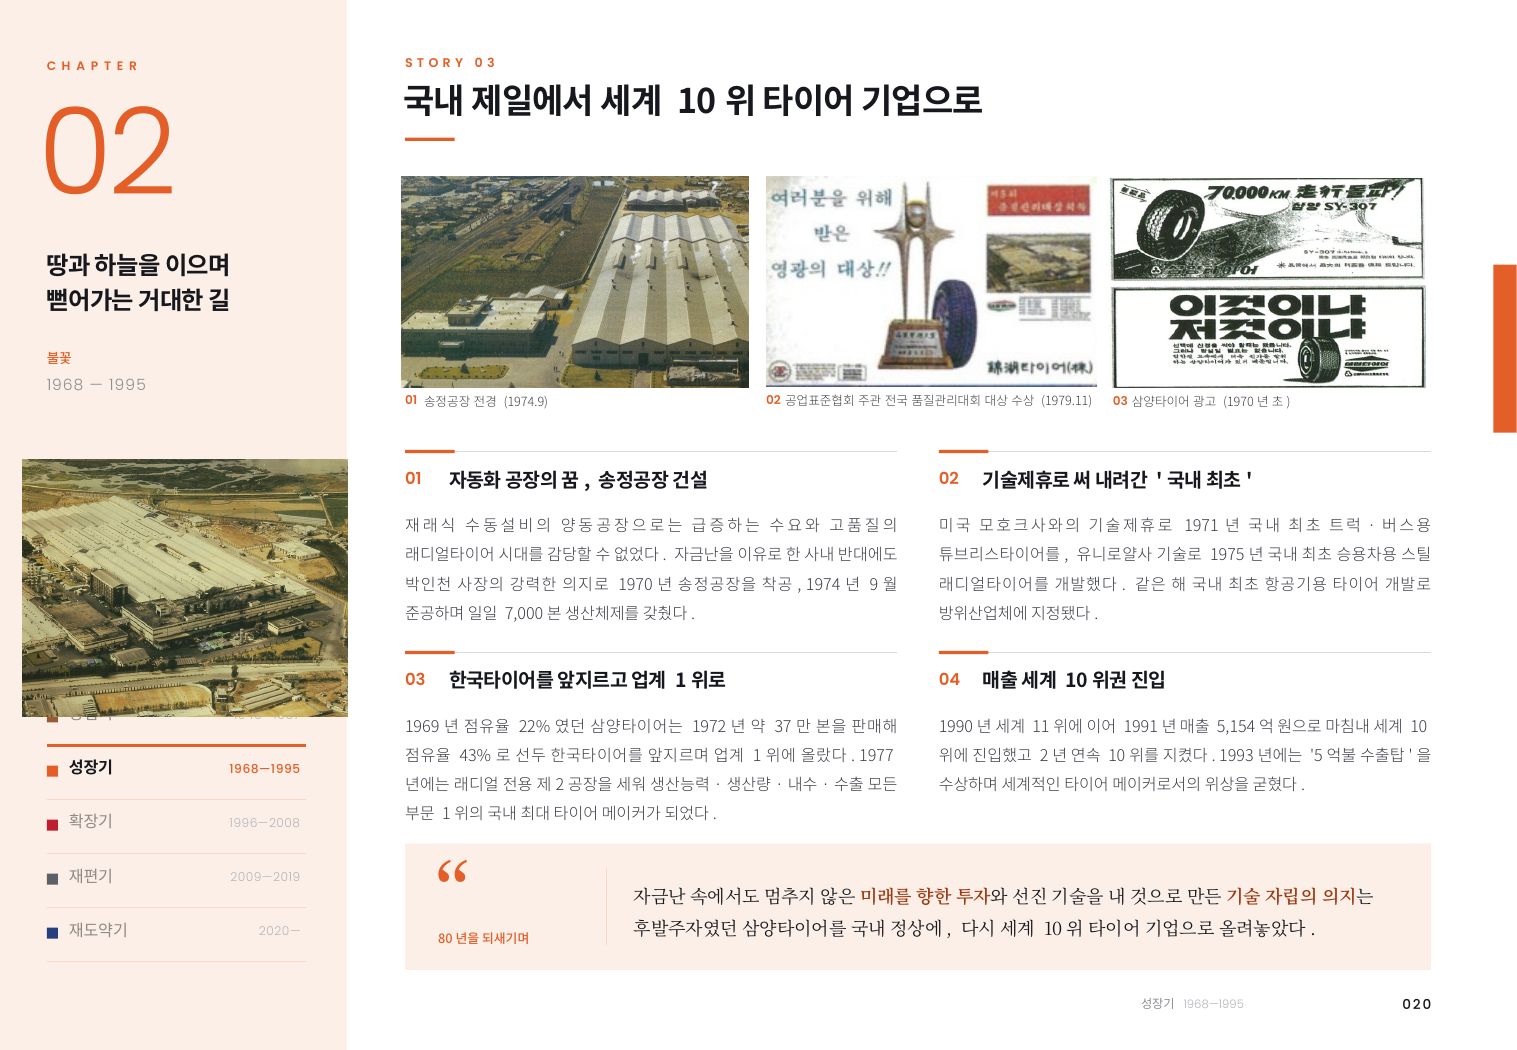 CHAPTER
02
땅과 하늘을 이으며
뻗어가는 거대한 길
불꽃
1968 — 1995
성장기 1968—1995
확장기 1996—2008
재편기 2009—2019
재도약기 2020—
STORY 03
국내 제일에서 세계 10 위 타이어 기업으로
여러분을 위해
받은
영광의 대상!!
錦湖타이어(株)
70,000KM 走行돌파!
삼양 SY-307
이것이냐
저것이냐
01 송정공장 전경 (1974.9)
02 공업표준협회 주관 전국 품질관리대회 대상 수상 (1979.11)
03 삼양타이어 광고 (1970 년 초 )
01 자동화 공장의 꿈 , 송정공장 건설
재래식 수동설비의 양동공장으로는 급증하는 수요와 고품질의
래디얼타이어 시대를 감당할 수 없었다 . 자금난을 이유로 한 사내 반대에도
박인천 사장의 강력한 의지로 1970 년 송정공장을 착공 , 1974 년 9 월
준공하며 일일 7,000 본 생산체제를 갖췄다 .
02 기술제휴로 써 내려간 ' 국내 최초 '
미국 모호크사와의 기술제휴로 1971 년 국내 최초 트럭 · 버스용
튜브리스타이어를 , 유니로얄사 기술로 1975 년 국내 최초 승용차용 스틸
래디얼타이어를 개발했다 . 같은 해 국내 최초 항공기용 타이어 개발로
방위산업체에 지정됐다 .
03 한국타이어를 앞지르고 업계 1 위로
1969 년 점유율 22% 였던 삼양타이어는 1972 년 약 37 만 본을 판매해
점유율 43% 로 선두 한국타이어를 앞지르며 업계 1 위에 올랐다 . 1977
년에는 래디얼 전용 제 2 공장을 세워 생산능력 · 생산량 · 내수 · 수출 모든
부문 1 위의 국내 최대 타이어 메이커가 되었다 .
04 매출 세계 10 위권 진입
1990 년 세계 11 위에 이어 1991 년 매출 5,154 억 원으로 마침내 세계 10
위에 진입했고 2 년 연속 10 위를 지켰다 . 1993 년에는 '5 억불 수출탑 ' 을
수상하며 세계적인 타이어 메이커로서의 위상을 굳혔다 .
“
80 년을 되새기며
자금난 속에서도 멈추지 않은 미래를 향한 투자와 선진 기술을 내 것으로 만든 기술 자립의 의지는
후발주자였던 삼양타이어를 국내 정상에 , 다시 세계 10 위 타이어 기업으로 올려놓았다 .
성장기 1968—1995
020